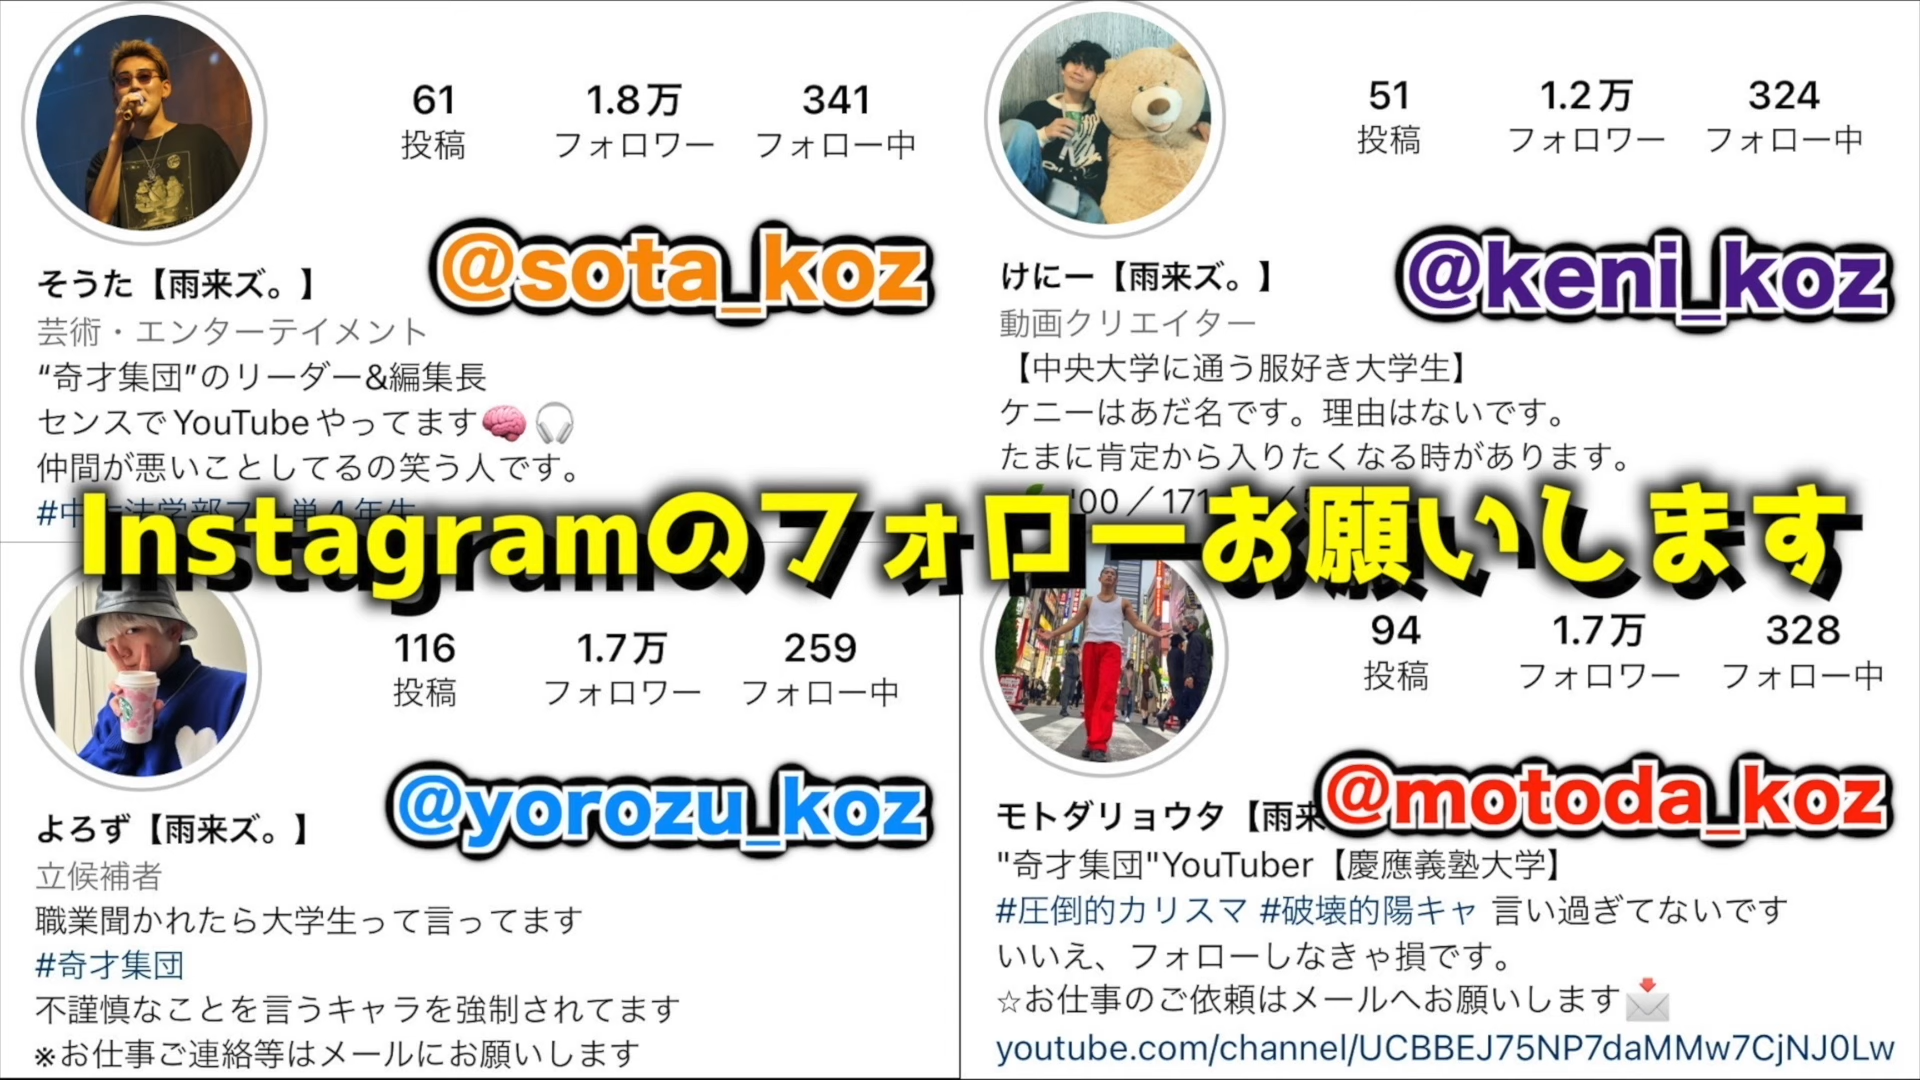 61 1.8万 341
投稿 フォロワー フォロー中
@sota_koz
そうた【雨来ズ。】
芸術・エンターテイメント
“奇才集団”のリーダー&編集長
センスでYouTubeやってます🧠🎧
仲間が悪いことしてるの笑う人です。
51 1.2万 324
投稿 フォロワー フォロー中
@keni_koz
けにー【雨来ズ。】
動画クリエイター
【中央大学に通う服好き大学生】
ケニーはあだ名です。理由はないです。
たまに肯定から入りたくなる時があります。
Instagramのフォローお願いします
116 1.7万 259
投稿 フォロワー フォロー中
@yorozu_koz
よろず【雨来ズ。】
立候補者
職業聞かれたら大学生って言ってます
#奇才集団
不謹慎なことを言うキャラを強制されてます
※お仕事ご連絡等はメールにお願いします
94 1.7万 328
投稿 フォロワー フォロー中
@motoda_koz
モトダリョウタ【雨来
"奇才集団"YouTuber【慶應義塾大学】
#圧倒的カリスマ #破壊的陽キャ 言い過ぎてないです
いいえ、フォローしなきゃ損です。
☆お仕事のご依頼はメールへお願いします📩
youtube.com/channel/UCBBEJ75NP7daMMw7CjNJ0Lw